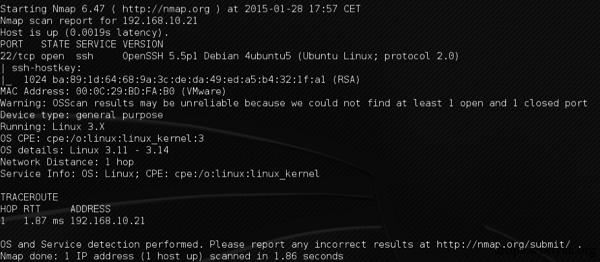 Starting Nmap 6.47 ( http://nmap.org ) at 2015-01-28 17:57 CET
Nmap scan report for 192.168.10.21
Host is up (0.0019s latency).
PORT   STATE SERVICE VERSION
22/tcp open  ssh     OpenSSH 5.5p1 Debian 4ubuntu5 (Ubuntu Linux; protocol 2.0)
| ssh-hostkey:
|_  1024 ba:89:1d:64:68:9a:3c:de:da:49:ed:a5:b4:32:1f:a1 (RSA)
MAC Address: 00:0C:29:BD:FA:B0 (VMware)
Warning: OSScan results may be unreliable because we could not find at least 1 open and 1 closed port
Device type: general purpose
Running: Linux 3.X
OS CPE: cpe:/o:linux:linux_kernel:3
OS details: Linux 3.11 - 3.14
Network Distance: 1 hop
Service Info: OS: Linux; CPE: cpe:/o:linux:linux_kernel
TRACEROUTE
HOP RTT     ADDRESS
1   1.87 ms 192.168.10.21
OS and Service detection performed. Please report any incorrect results at http://nmap.org/submit/ .
Nmap done: 1 IP address (1 host up) scanned in 1.86 seconds